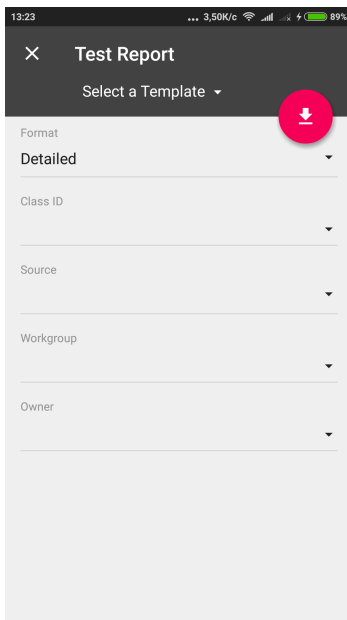 13:23
... 3,50K/c 89%
Test Report
Select a Template
Format
Detailed
Class ID
Source
Workgroup
Owner